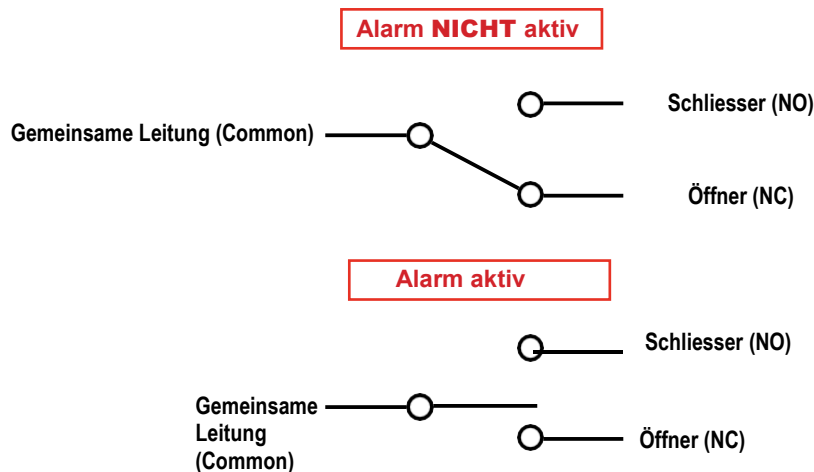 Alarm NICHT aktiv
Schliesser (NO)
Gemeinsame Leitung (Common)
Öffner (NC)
Alarm aktiv
Schliesser (NO)
Gemeinsame
Leitung
(Common)
Öffner (NC)